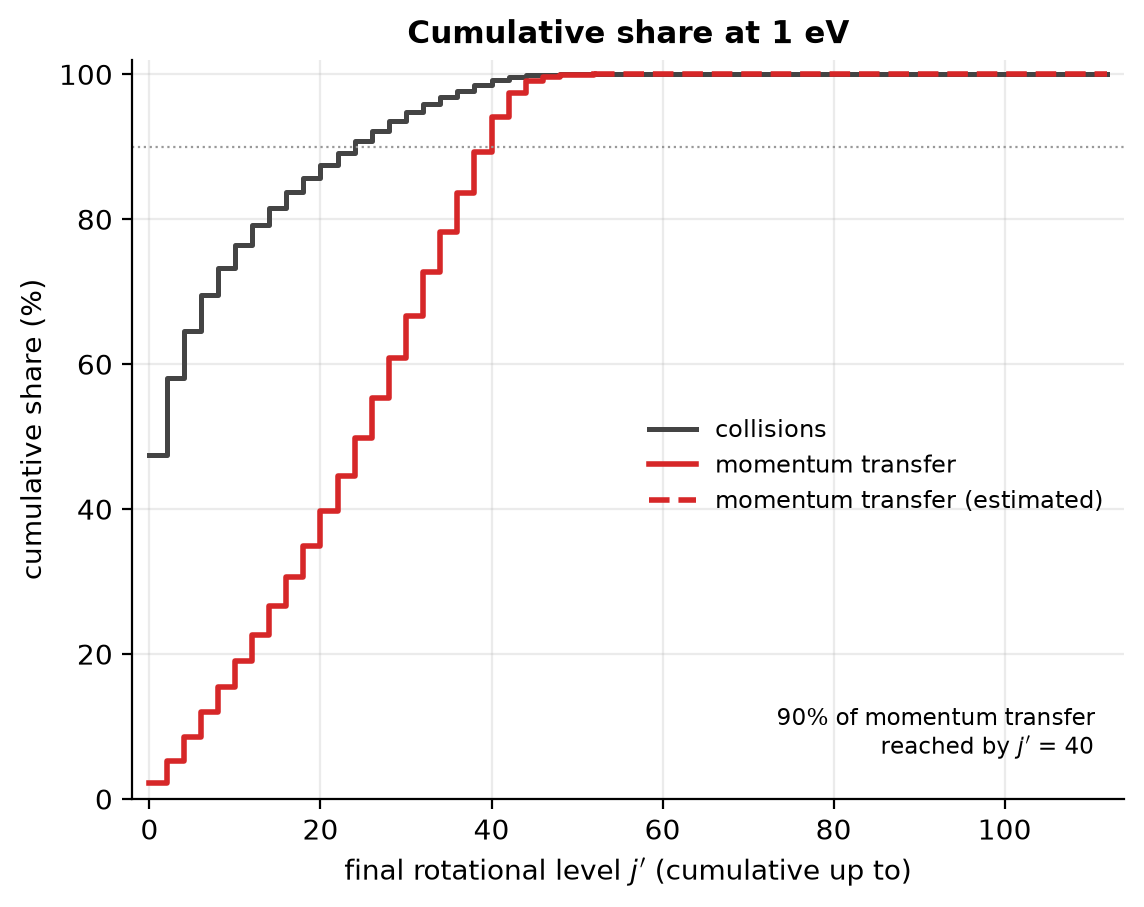 Cumulative share at 1 eV
cumulative share (%)
100
80
60
40
20
0
collisions
momentum transfer
momentum transfer (estimated)
90% of momentum transfer
reached by j′ = 40
0 20 40 60 80 100
final rotational level j′ (cumulative up to)